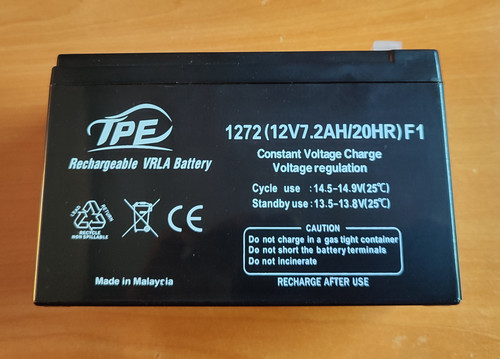 TPE
Rechargeable VRLA Battery
1272 (12V7.2AH/20HR) F1
Constant Voltage Charge
Voltage regulation
Cycle use : 14.5-14.9V(25℃)
Standby use : 13.5-13.8V(25℃)
RETURN
RECYCLE
NON SPILLABLE
CE
CAUTION
Do not charge in a gas tight container
Do not short the battery terminals
Do not incinerate
RECHARGE AFTER USE
Made in Malaycia